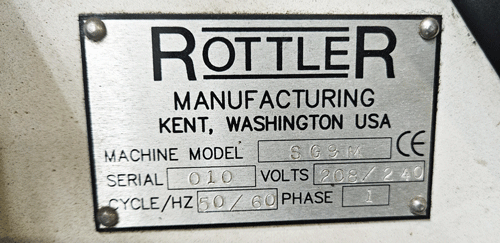 ROTTLER
MANUFACTURING
KENT, WASHINGTON USA
MACHINE MODEL SG9M CE
SERIAL 010 VOLTS 208/240
CYCLE/HZ 50/60 PHASE 1